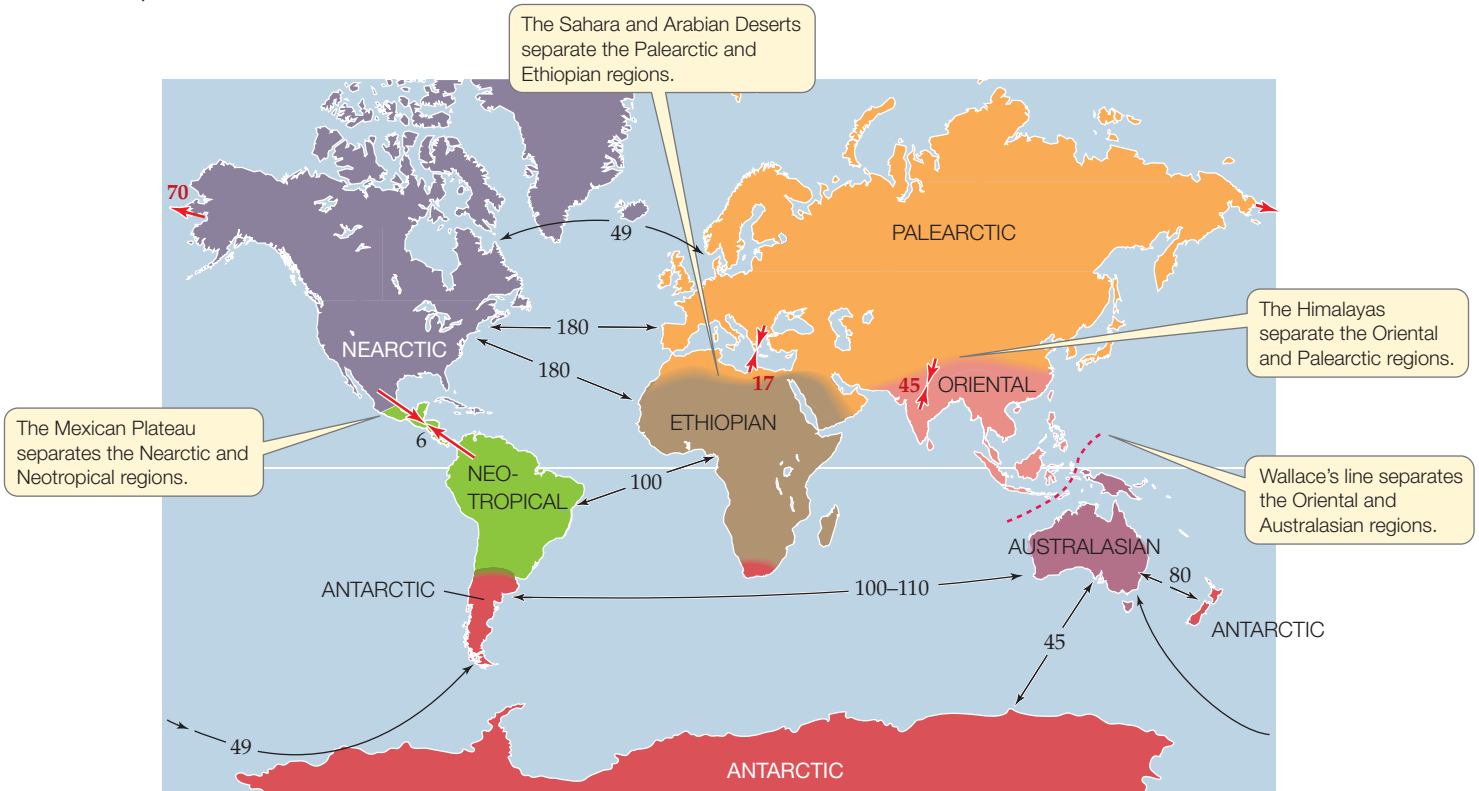 The Sahara and Arabian Deserts
separate the Palearctic and
Ethiopian regions.
70
49
PALEARCTIC
The Himalayas
separate the Oriental
and Palearctic regions.
180
NEARCTIC
180
17
45
ORIENTAL
The Mexican Plateau
separates the Nearctic and
Neotropical regions.
6
ETHIOPIAN
NEO-
TROPICAL
100
Wallace’s line separates
the Oriental and
Australasian regions.
AUSTRALASIAN
ANTARCTIC
100–110
80
ANTARCTIC
45
49
ANTARCTIC